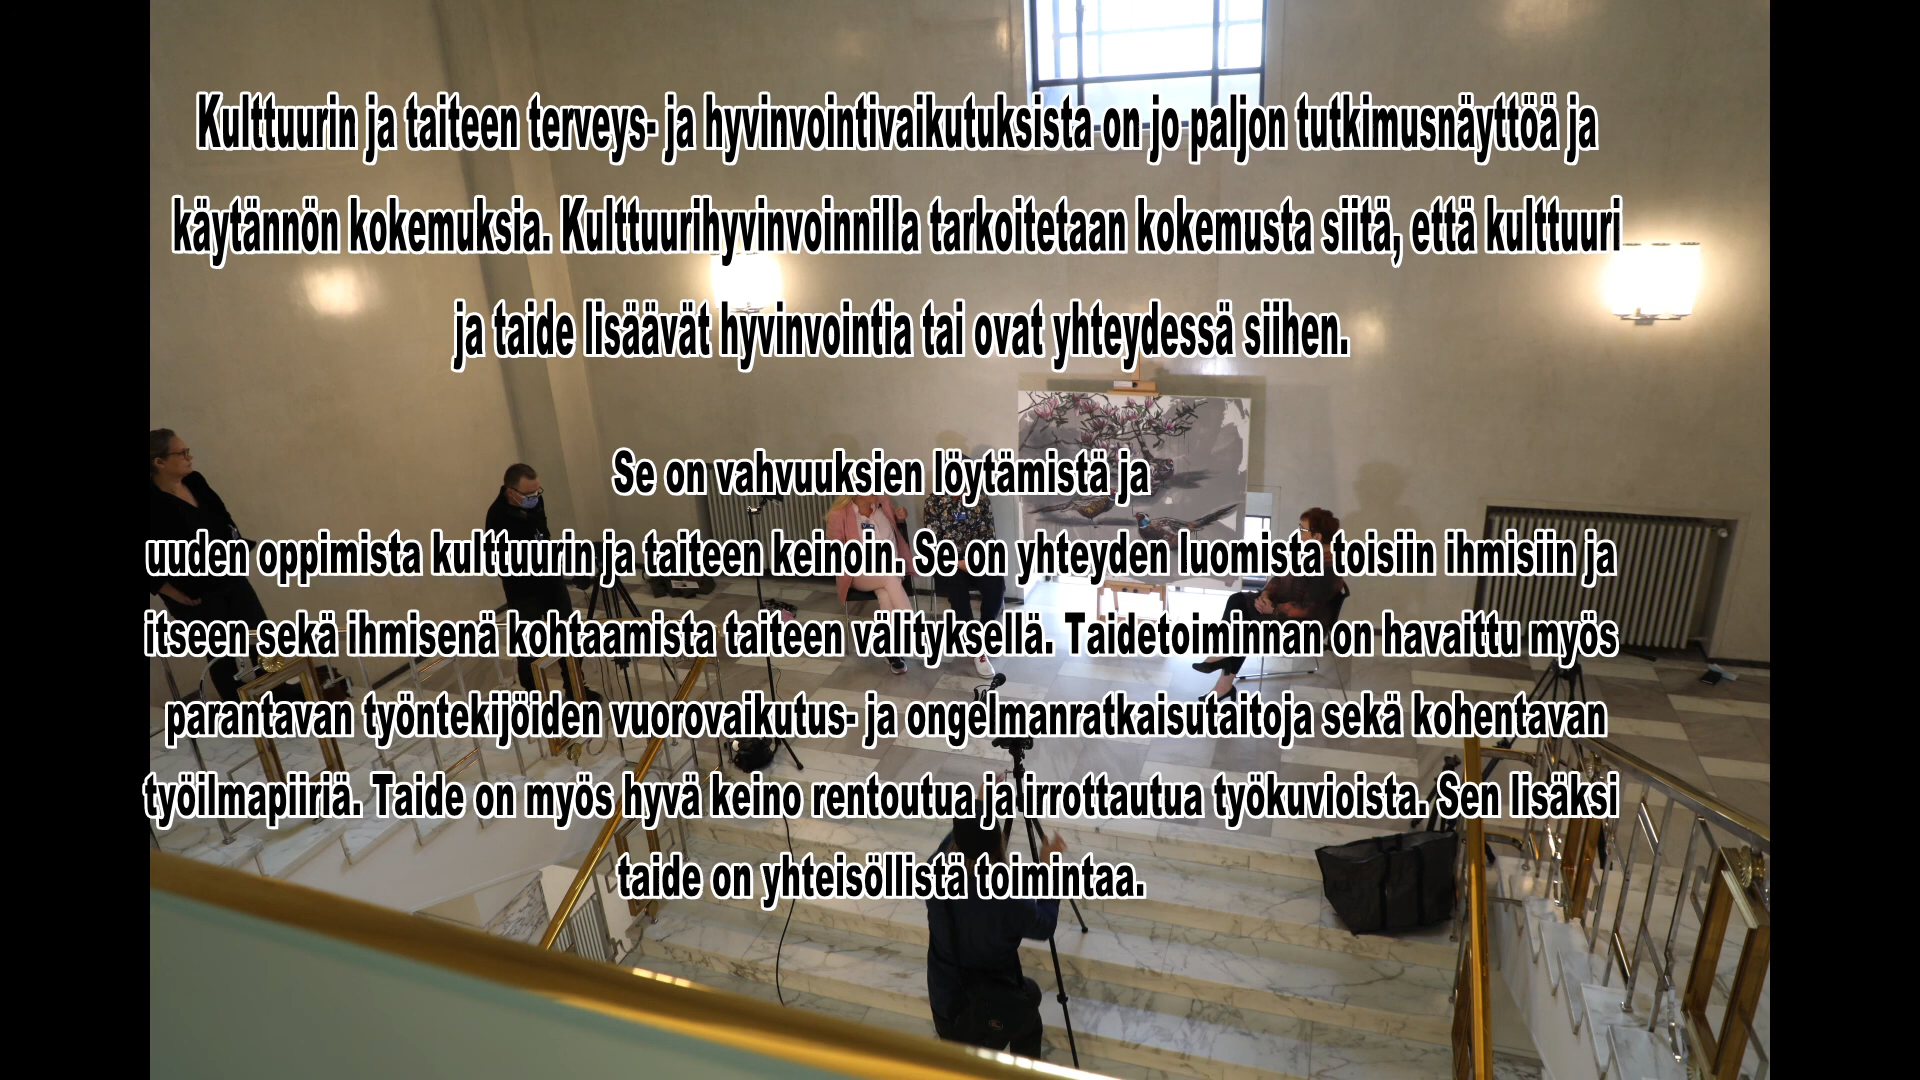 Kulttuurin ja taiteen terveys- ja hyvinvointivaikutuksista on jo paljon tutkimusnäyttöä ja
käytännön kokemuksia. Kulttuurihyvinvoinnilla tarkoitetaan kokemusta siitä, että kulttuuri
ja taide lisäävät hyvinvointia tai ovat yhteydessä siihen.
Se on vahvuuksien löytämistä ja
uuden oppimista kulttuurin ja taiteen keinoin. Se on yhteyden luomista toisiin ihmisiin ja
itseen sekä ihmisenä kohtaamista taiteen välityksellä. Taidetoiminnan on havaittu myös
parantavan työntekijöiden vuorovaikutus- ja ongelmanratkaisutaitoja sekä kohentavan
työilmapiiriä. Taide on myös hyvä keino rentoutua ja irrottautua työkuvioista. Sen lisäksi
taide on yhteisöllistä toimintaa.